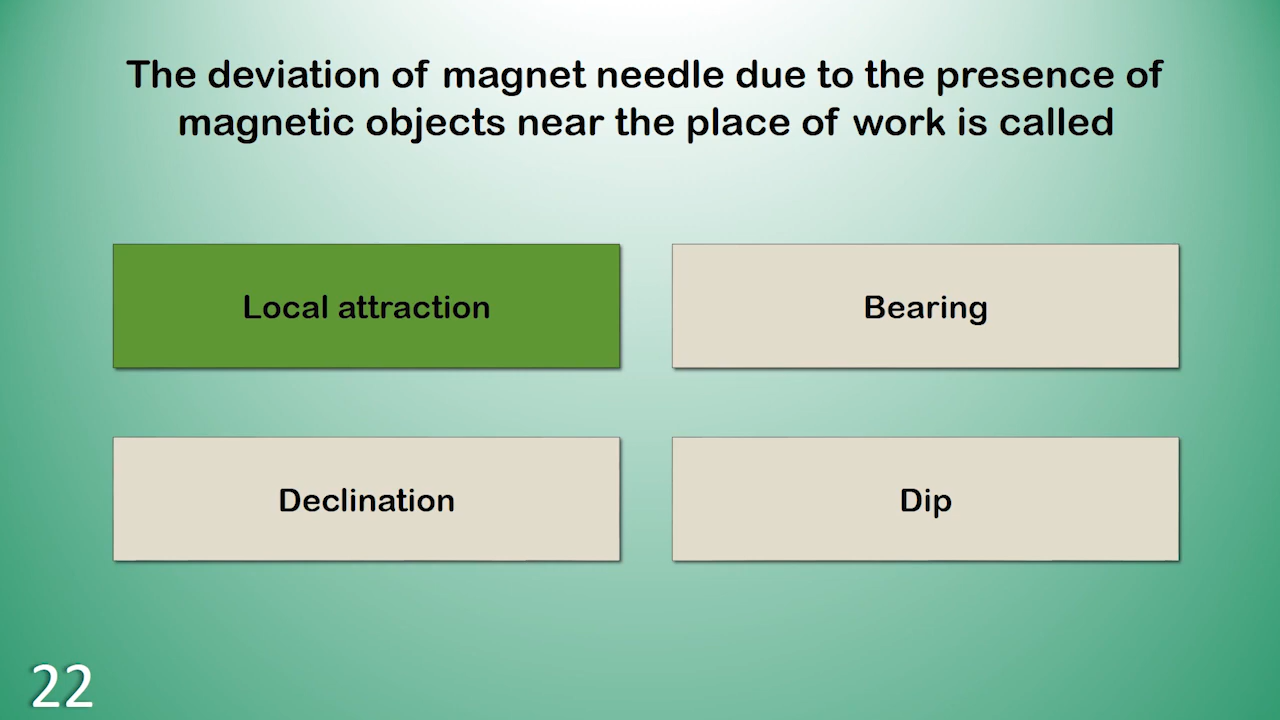 The deviation of magnet needle due to the presence of
magnetic objects near the place of work is called
Local attraction
Bearing
Declination
Dip
22